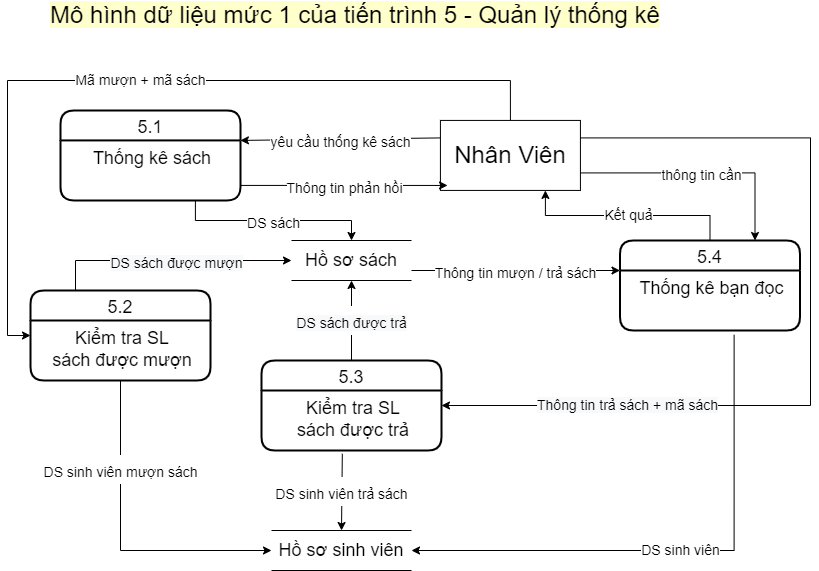 Mô hình dữ liệu mức 1 của tiến trình 5 - Quản lý thống kê
Mã mượn + mã sách
5.1
Thống kê sách
yêu cầu thống kê sách
Nhân Viên
Thông tin phản hồi
thông tin cần
DS sách
Kết quả
DS sách được mượn
Hồ sơ sách
Thông tin mượn / trả sách
5.4
Thống kê bạn đọc
5.2
Kiểm tra SL
sách được mượn
DS sách được trả
5.3
Kiểm tra SL
sách được trả
Thông tin trả sách + mã sách
DS sinh viên mượn sách
DS sinh viên trả sách
Hồ sơ sinh viên
DS sinh viên